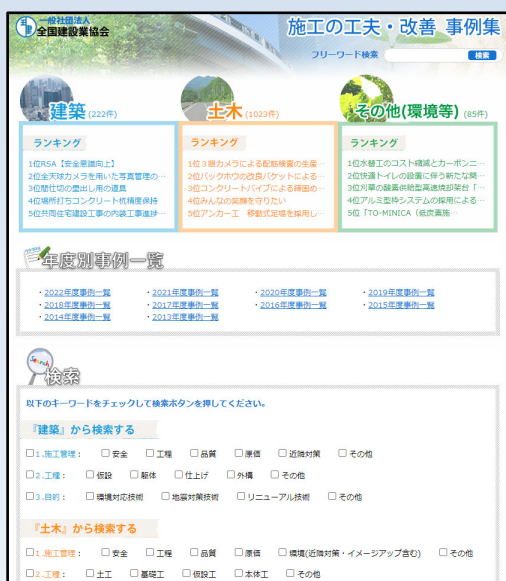 一般社団法人
全国建設業協会
施工の工夫・改善 事例集
フリーワード検索 検索
建築(222件) 土木(1023件) その他(環境等)(85件)
ランキング ランキング ランキング
1位RSA【安全意識向上】 1位3眼カメラによる配筋検査の生産… 1位水替工のコスト縮減とカーボンニ…
2位全天球カメラを用いた写真管理の… 2位バックホウの改良バケットによる… 2位快適トイレの設置に伴う新たな問…
3位間仕切の墨出し用の道具 3位コンクリートバイブによる締固め… 3位刈草の酸素供給型高速焼却架台「…
4位場所打ちコンクリート杭精度保持 4位みんなの笑顔を守りたい 4位アルミ型枠システムの採用による…
5位共同住宅建設工事の内装工事進捗… 5位アンカー工 移動式足場を採用し… 5位「TO-MINICA（低炭素施…
年度別事例一覧
・2022年度事例一覧 ・2021年度事例一覧 ・2020年度事例一覧 ・2019年度事例一覧
・2018年度事例一覧 ・2017年度事例一覧 ・2016年度事例一覧 ・2015年度事例一覧
・2014年度事例一覧 ・2013年度事例一覧
Search
検索
以下のキーワードをチェックして検索ボタンを押してください。
『建築』から検索する
□1.施工管理： □安全 □工程 □品質 □原価 □近隣対策 □その他
□2.工種： □仮設 □躯体 □仕上げ □外構 □その他
□3.目的： □環境対応技術 □地震対策技術 □リニューアル技術 □その他
『土木』から検索する
□1.施工管理： □安全 □工程 □品質 □原価 □環境(近隣対策・イメージアップ含む) □その他
□2.工種： □土工 □基礎工 □仮設工 □本体工 □その他